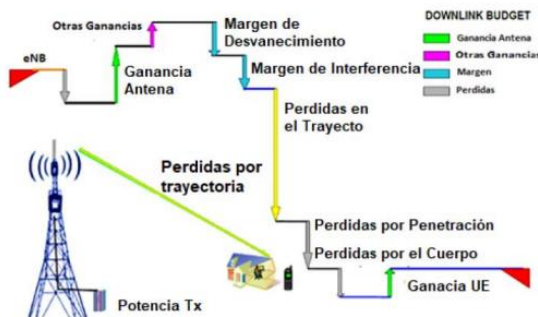 DOWNLINK BUDGET
Ganancia Antena
Otras Ganancias
Margen
Perdidas
Otras Ganancias
Margen de
Desvanecimiento
eNB
Ganancia
Antena
Margen de Interferencia
Perdidas en
el Trayecto
Perdidas por
trayectoria
Perdidas por Penetración
Perdidas por el Cuerpo
Potencia Tx
Ganacia UE